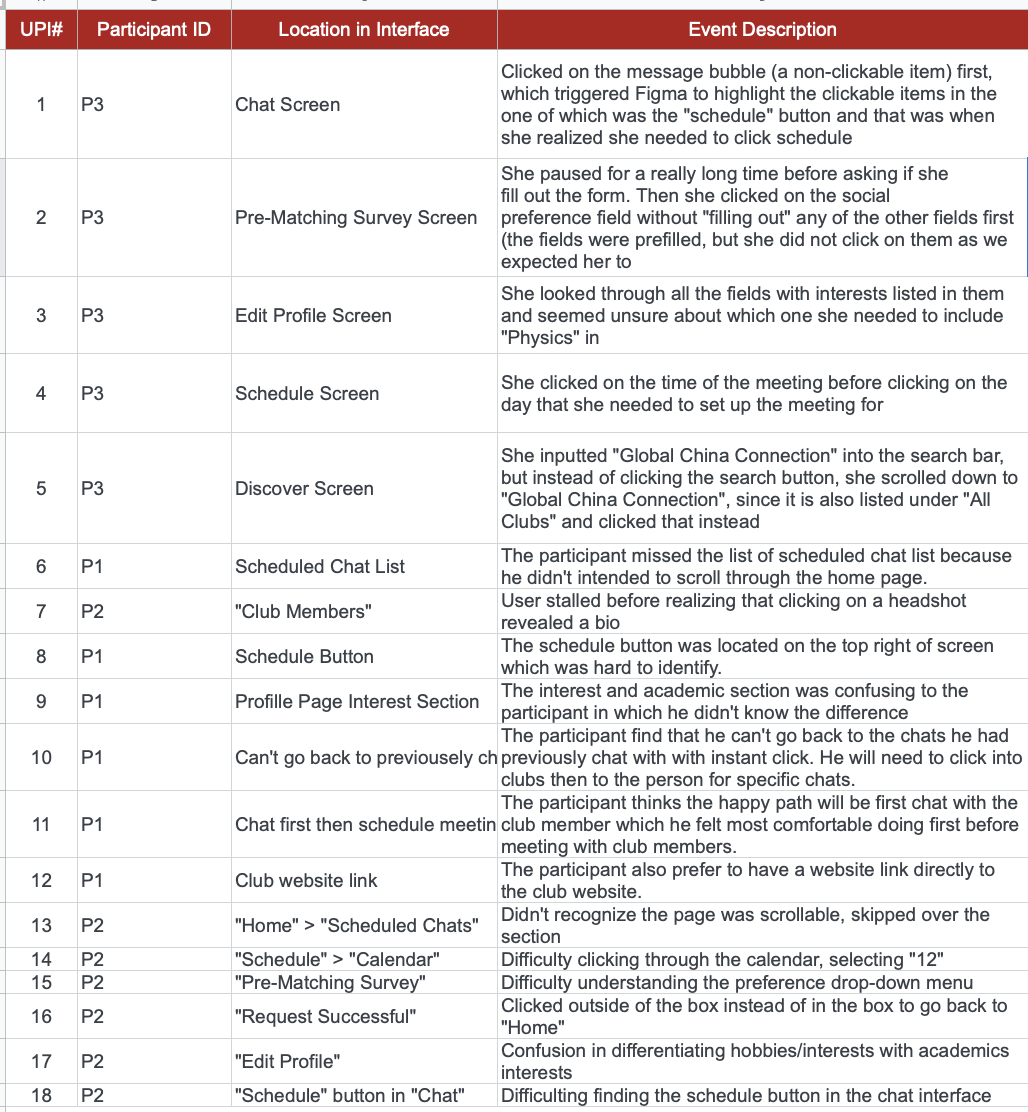 UPI# Participant ID Location in Interface Event Description
Clicked on the message bubble (a non-clickable item) first,
which triggered Figma to highlight the clickable items in the
1 P3 Chat Screen
one of which was the "schedule" button and that was when
she realized she needed to click schedule
She paused for a really long time before asking if she
fill out the form. Then she clicked on the social
2 P3 Pre-Matching Survey Screen preference field without "filling out" any of the other fields first
(the fields were prefilled, but she did not click on them as we
expected her to
She looked through all the fields with interests listed in them
3 P3 Edit Profile Screen and seemed unsure about which one she needed to include
"Physics" in
She clicked on the time of the meeting before clicking on the
4 P3 Schedule Screen
day that she needed to set up the meeting for
She inputted "Global China Connection" into the search bar,
but instead of clicking the search button, she scrolled down to
5 P3 Discover Screen
"Global China Connection", since it is also listed under "All
Clubs" and clicked that instead
The participant missed the list of scheduled chat list because
6 P1 Scheduled Chat List
he didn't intended to scroll through the home page.
User stalled before realizing that clicking on a headshot
7 P2 "Club Members"
revealed a bio
The schedule button was located on the top right of screen
8 P1 Schedule Button
which was hard to identify.
The interest and academic section was confusing to the
9 P1 Profille Page Interest Section
participant in which he didn't know the difference
The participant find that he can't go back to the chats he had
10 P1 Can't go back to previousely ch previously chat with with instant click. He will need to click into
clubs then to the person for specific chats.
The participant thinks the happy path will be first chat with the
11 P1 Chat first then schedule meetin club member which he felt most comfortable doing first before
meeting with club members.
The participant also prefer to have a website link directly to
12 P1 Club website link
the club website.
Didn't recognize the page was scrollable, skipped over the
13 P2 "Home" > "Scheduled Chats"
section
14 P2 "Schedule" > "Calendar" Difficulty clicking through the calendar, selecting "12"
15 P2 "Pre-Matching Survey" Difficulty understanding the preference drop-down menu
Clicked outside of the box instead of in the box to go back to
16 P2 "Request Successful"
"Home"
Confusion in differentiating hobbies/interests with academics
17 P2 "Edit Profile"
interests
18 P2 "Schedule" button in "Chat" Difficulting finding the schedule button in the chat interface